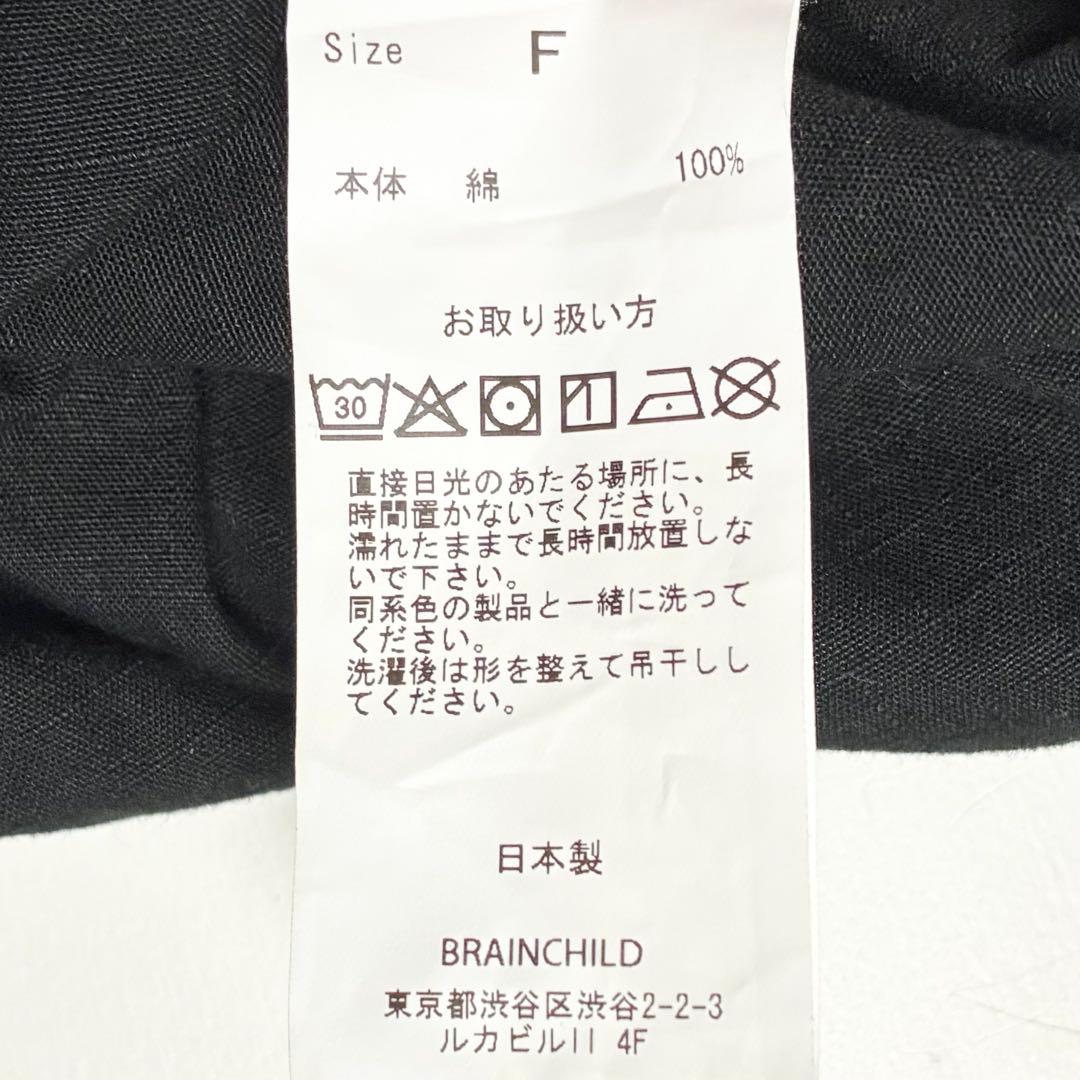 Size F
本体 綿 100%
お取り扱い方
30
直接日光のあたる場所に、長
時間置かないでください。
濡れたままで長時間放置しな
いで下さい。
同系色の製品と一緒に洗って
ください。
洗濯後は形を整えて吊干しし
てください。
日本製
BRAINCHILD
東京都渋谷区渋谷2-2-3
ルカビルII 4F